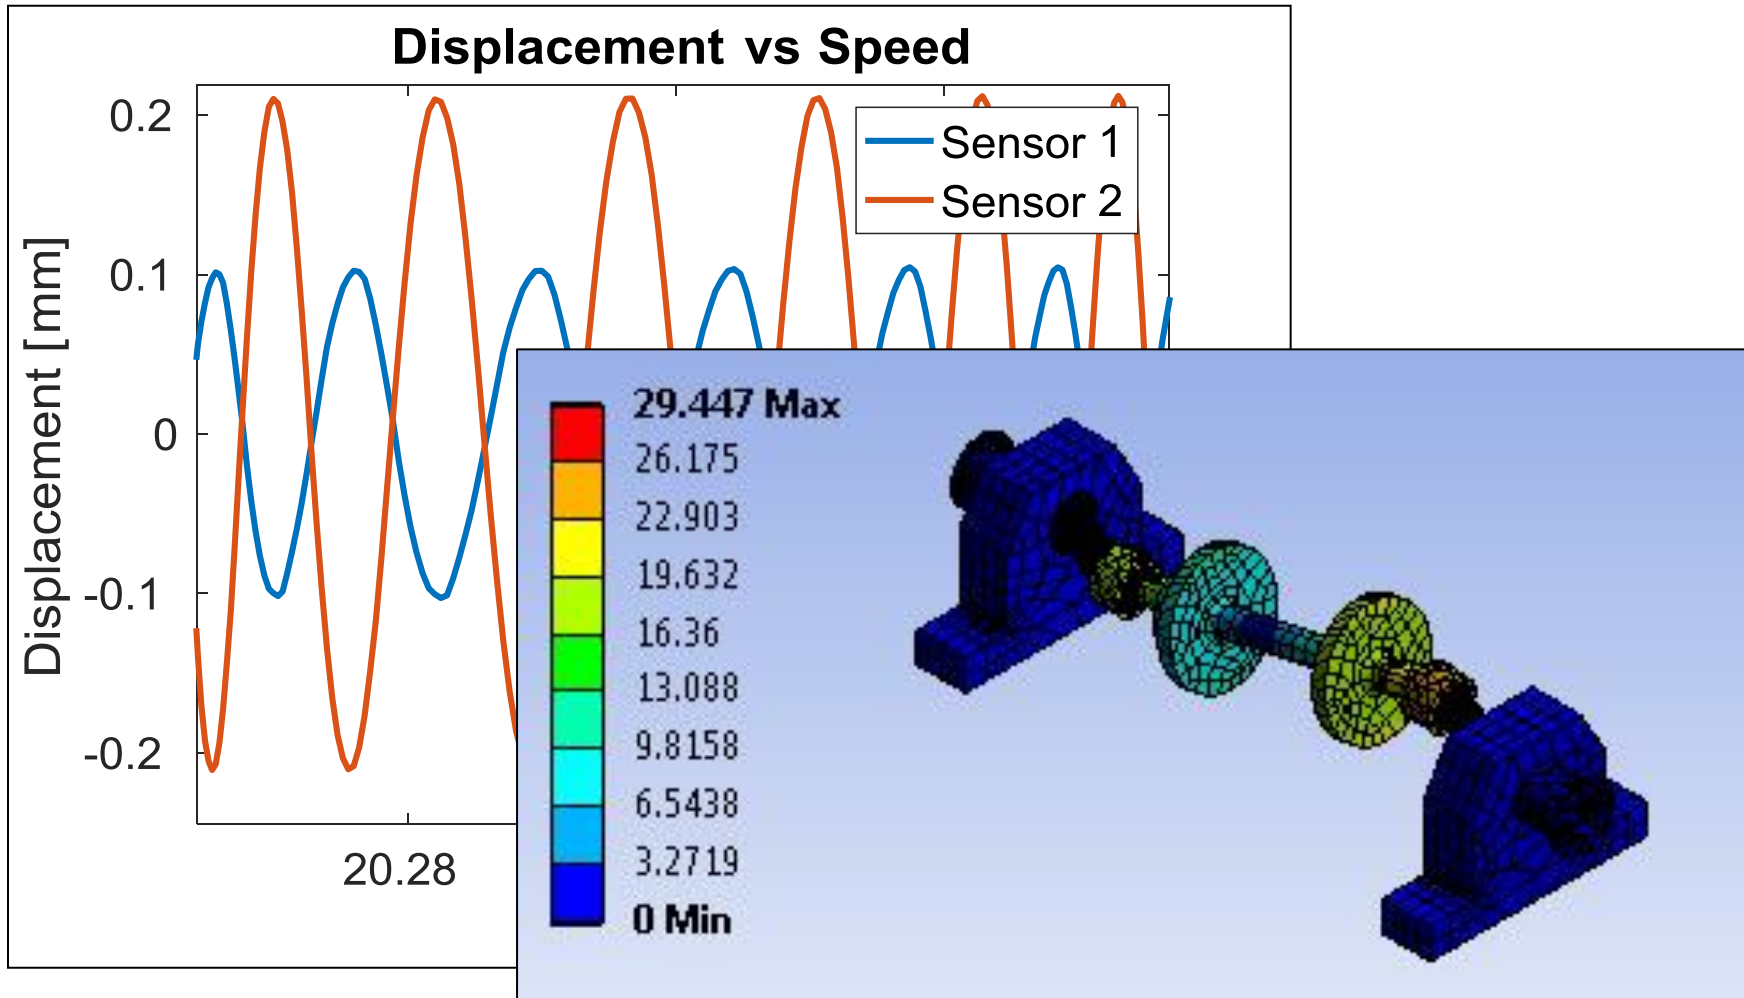 Displacement vs Speed
0.2
0.1
0
-0.1
-0.2
Displacement [mm]
20.28
Sensor 1
Sensor 2
29.447 Max
26.175
22.903
19.632
16.36
13.088
9.8158
6.5438
3.2719
0 Min